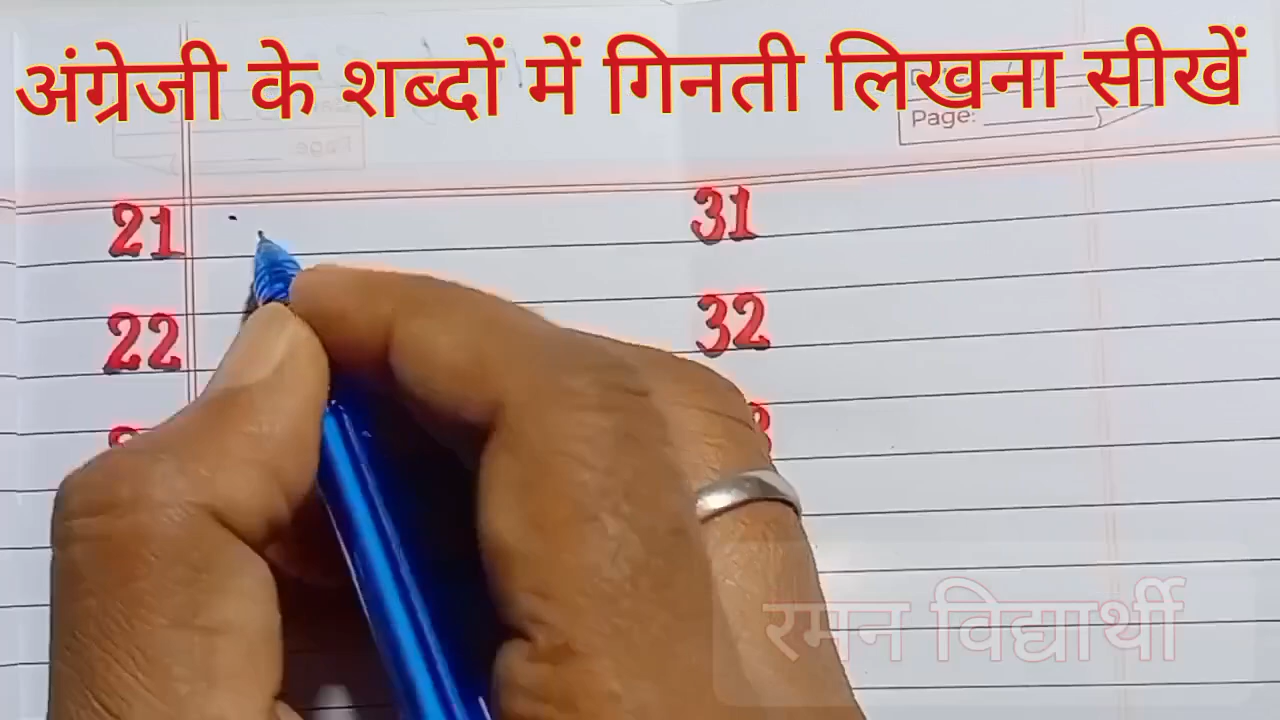 अंग्रेजी के शब्दों में गिनती लिखना सीखें
Page:
21
31
22
32
रमन विद्यार्थी